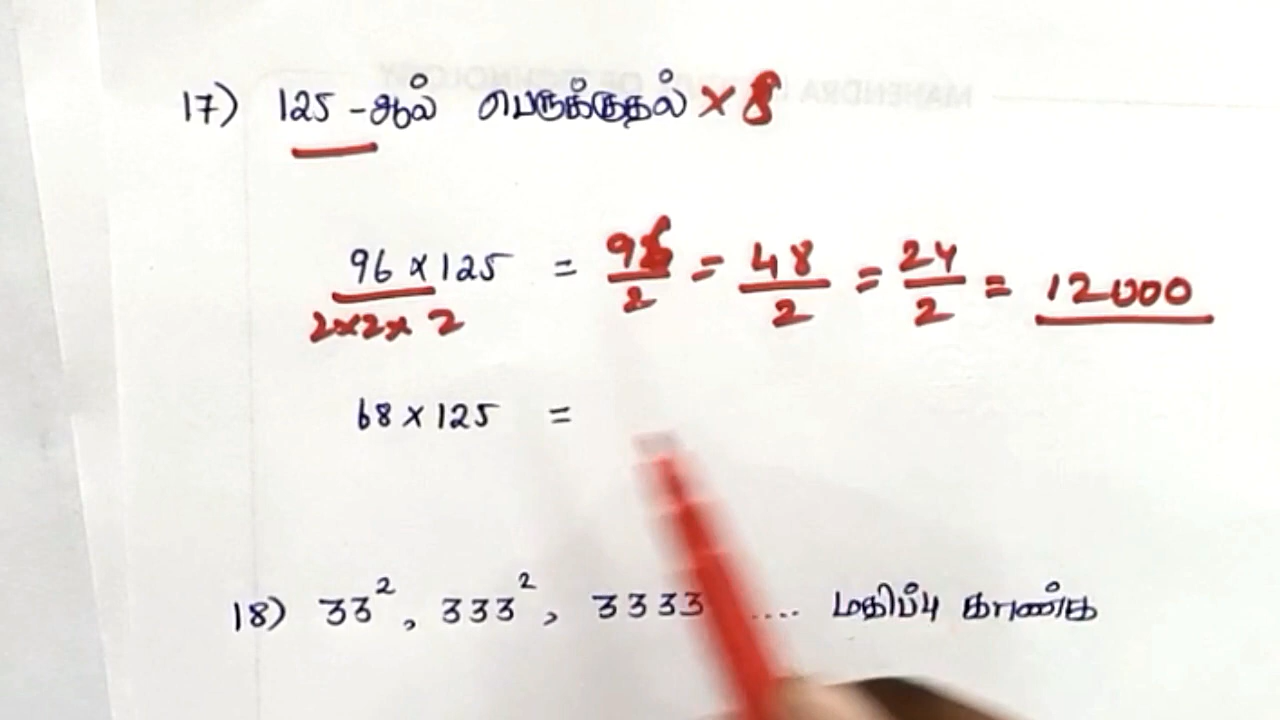 17) 125 -ஆல் பெருக்குதல் × 8
96 × 125 = 96/2 = 48/2 = 24/2 = 12000
2×2×2
68 × 125 =
18) 33², 333², 3333 .... மதிப்பு காண்க